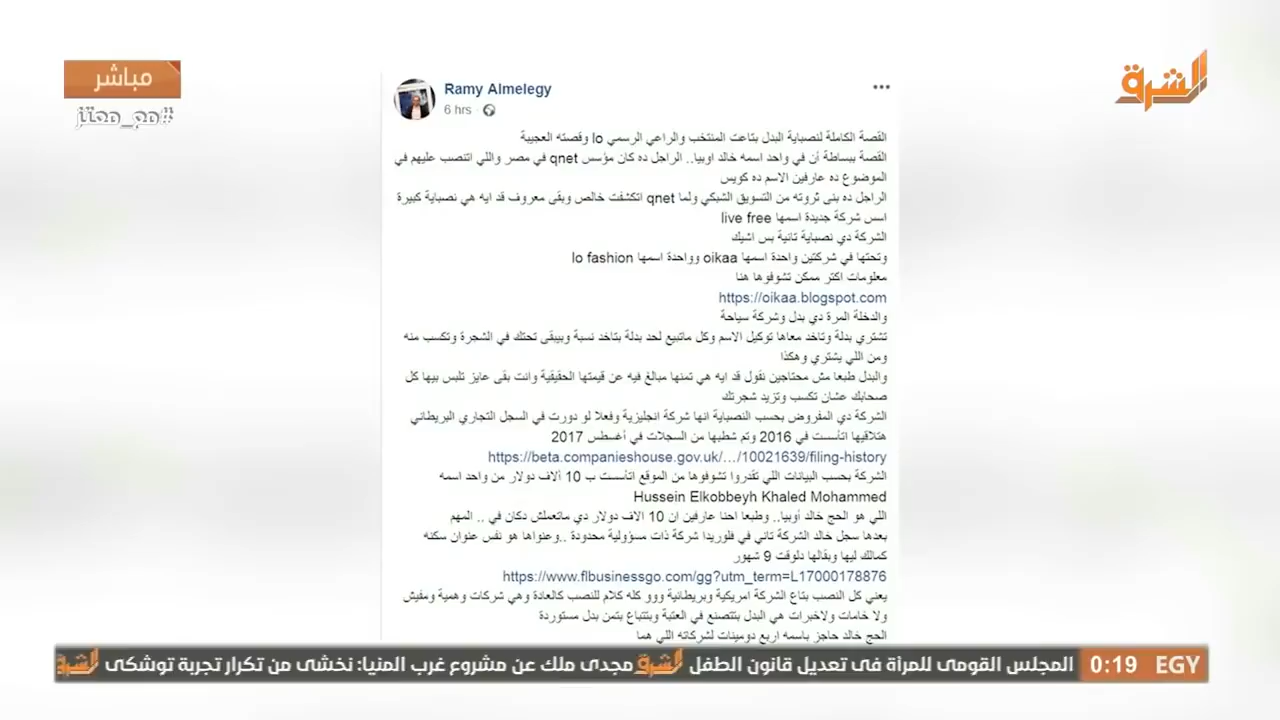 مباشر
#مع_معتز
الشرق
Ramy Almelegy
6 hrs
القصة الكاملة لنصباية البدل بتاعت المنتخب والراعي الرسمي lo وقصته العجيبة
القصة ببساطة أن في واحد اسمه خالد اوبيا.. الراجل ده كان مؤسس qnet في مصر واللي اتنصب عليهم في
الموضوع ده عارفين الاسم ده كويس
الراجل ده بنى ثروته من التسويق الشبكي ولما qnet اتكشفت خالص وبقى معروف قد ايه هي نصباية كبيرة
اسس شركة جديدة اسمها live free
الشركة دي نصباية تانية بس اشيك
وتحتها في شركتين واحدة اسمها oikaa وواحدة اسمها lo fashion
معلومات اكتر ممكن تشوفوها هنا
https://oikaa.blogspot.com
والدخلة المرة دي بدل وشركة سياحة
تشتري بدلة وتاخد معاها توكيل الاسم وكل ماتبيع لحد بدلة بتاخد نسبة وبيبقى تحتك في الشجرة وتكسب منه
ومن اللي يشتري وهكذا
والبدل طبعا مش محتاجين نقول قد ايه هي تمنها مبالغ فيه عن قيمتها الحقيقية وانت بقى عايز تلبس بيها كل
صحابك عشان تكسب وتزيد شجرتك
الشركة دي المفروض بحسب النصباية انها شركة انجليزية وفعلا لو دورت في السجل التجاري البريطاني
هتلاقيها اتأسست في 2016 وتم شطبها من السجلات في أغسطس 2017
https://beta.companieshouse.gov.uk/…/10021639/filing-history
الشركة بحسب البيانات اللي تقدروا تشوفوها من الموقع اتأسست ب 10 ألاف دولار من واحد اسمه
Hussein Elkobbeyh Khaled Mohammed
اللي هو الحج خالد أوبيا.. وطبعا احنا عارفين ان 10 الاف دولار دي ماتعملش دكان في .. المهم
بعدها سجل خالد الشركة تاني في فلوريدا شركة ذات مسؤولية محدودة ..وعنواها هو نفس عنوان سكنه
كمالك ليها وبقالها دلوقت 9 شهور
https://www.flbusinessgo.com/gg?utm_term=L17000178876
يعني كل النصب بتاع الشركة امريكية وبريطانية ووو كله كلام للنصب كالعادة وهي شركات وهمية ومفيش
ولا خامات ولاخبرات هي البدل بتتصنع في العتبة وبتتباع بتمن بدل مستوردة
الحج خالد حاجز باسمه اربع دومينات لشركاته اللي هما
EGY 0:19 المجلس القومى للمرأة فى تعديل قانون الطفل الشرق مجدى ملك عن مشروع غرب المنيا: نخشى من تكرار تجربة توشكى الشرق